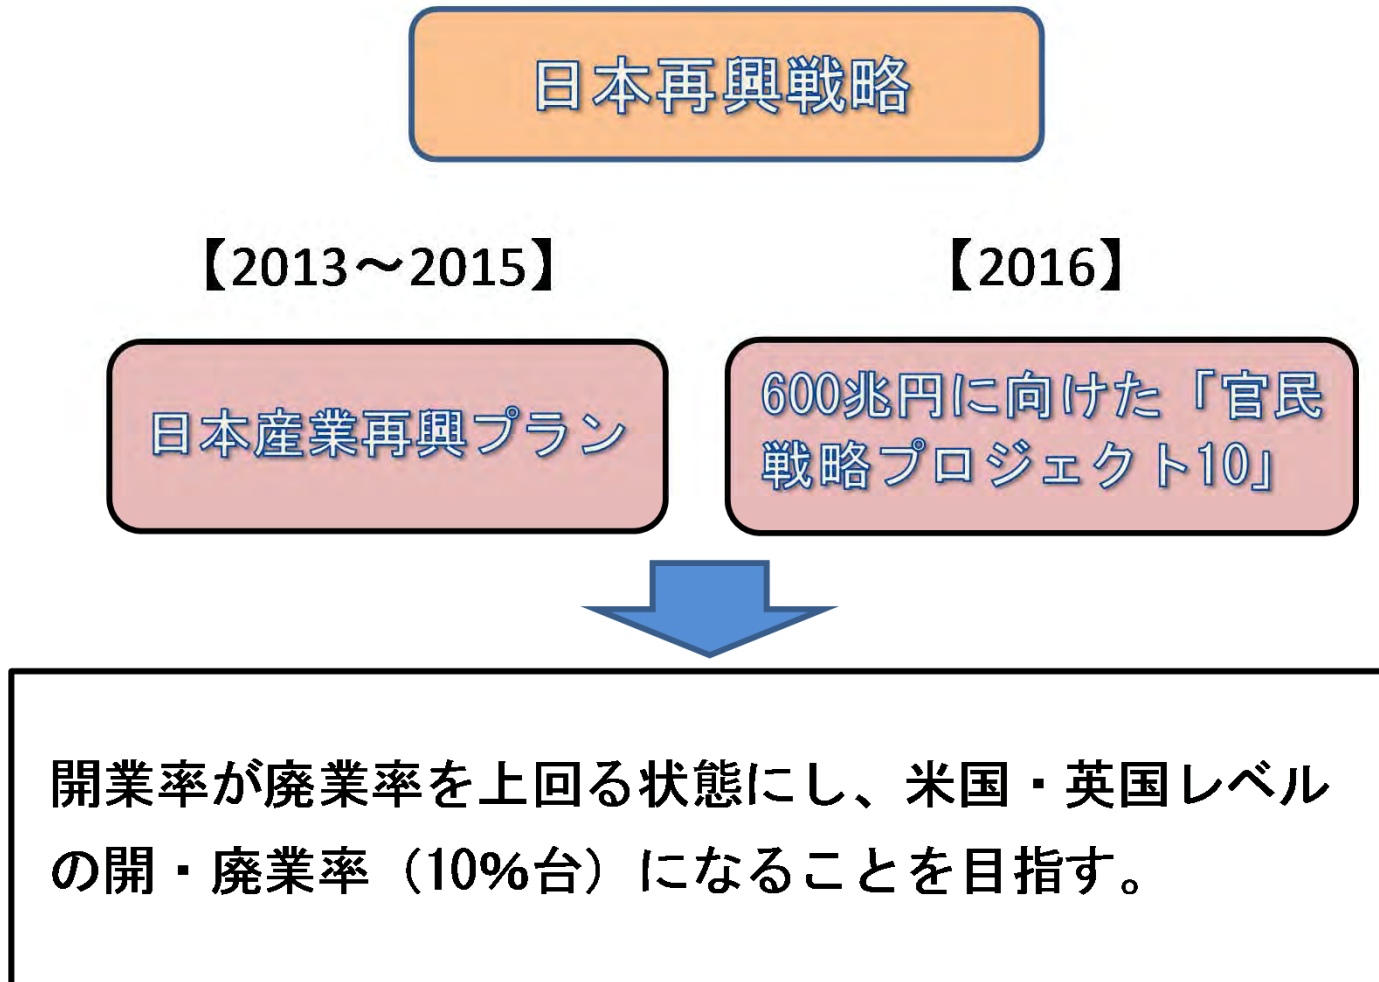 日本再興戦略
【2013～2015】
【2016】
日本産業再興プラン
600兆円に向けた「官民
戦略プロジェクト10」
開業率が廃業率を上回る状態にし、米国・英国レベル
の開・廃業率（10%台）になることを目指す。